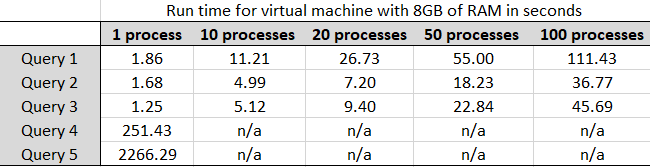 Run time for virtual machine with 8GB of RAM in seconds
1 process 10 processes 20 processes 50 processes 100 processes
Query 1 1.86 11.21 26.73 55.00 111.43
Query 2 1.68 4.99 7.20 18.23 36.77
Query 3 1.25 5.12 9.40 22.84 45.69
Query 4 251.43 n/a n/a n/a n/a
Query 5 2266.29 n/a n/a n/a n/a